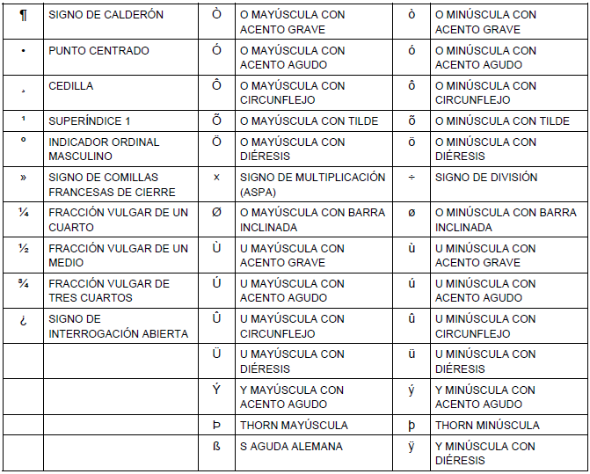 ¶ SIGNO DE CALDERÓN Ò O MAYÚSCULA CON ò O MINÚSCULA CON
ACENTO GRAVE ACENTO GRAVE
• PUNTO CENTRADO Ó O MAYÚSCULA CON ó O MINÚSCULA CON
ACENTO AGUDO ACENTO AGUDO
¸ CEDILLA Ô O MAYÚSCULA CON ô O MINÚSCULA CON
CIRCUNFLEJO CIRCUNFLEJO
¹ SUPERÍNDICE 1 Õ O MAYÚSCULA CON TILDE õ O MINÚSCULA CON TILDE
º INDICADOR ORDINAL Ö O MAYÚSCULA CON ö O MINÚSCULA CON
MASCULINO DIÉRESIS DIÉRESIS
» SIGNO DE COMILLAS × SIGNO DE MULTIPLICACIÓN ÷ SIGNO DE DIVISIÓN
FRANCESAS DE CIERRE (ASPA)
¼ FRACCIÓN VULGAR DE UN Ø O MAYÚSCULA CON BARRA ø O MINÚSCULA CON BARRA
CUARTO INCLINADA INCLINADA
½ FRACCIÓN VULGAR DE UN Ù U MAYÚSCULA CON ù U MINÚSCULA CON
MEDIO ACENTO GRAVE ACENTO GRAVE
¾ FRACCIÓN VULGAR DE Ú U MAYÚSCULA CON ú U MINÚSCULA CON
TRES CUARTOS ACENTO AGUDO ACENTO AGUDO
¿ SIGNO DE Û U MAYÚSCULA CON û U MINÚSCULA CON
INTERROGACIÓN ABIERTA CIRCUNFLEJO CIRCUNFLEJO
Ü U MAYÚSCULA CON ü U MINÚSCULA CON
DIÉRESIS DIÉRESIS
Ý Y MAYÚSCULA CON ý Y MINÚSCULA CON
ACENTO AGUDO ACENTO AGUDO
Þ THORN MAYÚSCULA þ THORN MINÚSCULA
ß S AGUDA ALEMANA ÿ Y MINÚSCULA CON
DIÉRESIS